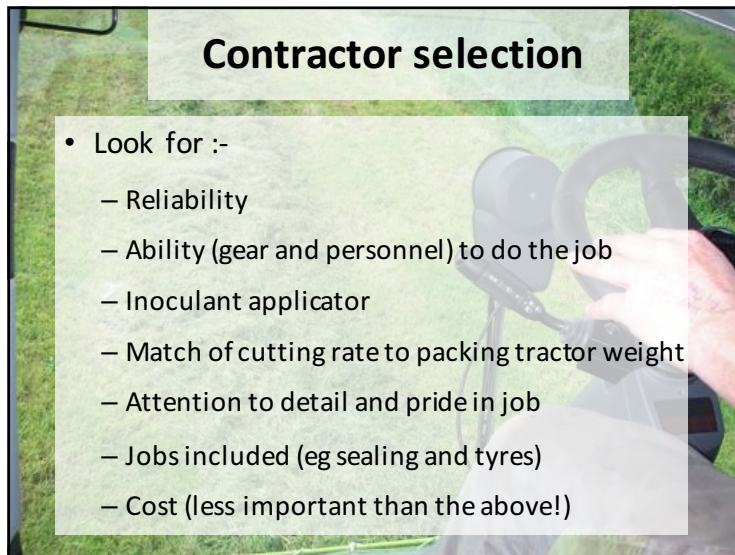 Contractor selection
• Look for :-
– Reliability
– Ability (gear and personnel) to do the job
– Inoculant applicator
– Match of cutting rate to packing tractor weight
– Attention to detail and pride in job
– Jobs included (eg sealing and tyres)
– Cost (less important than the above!)